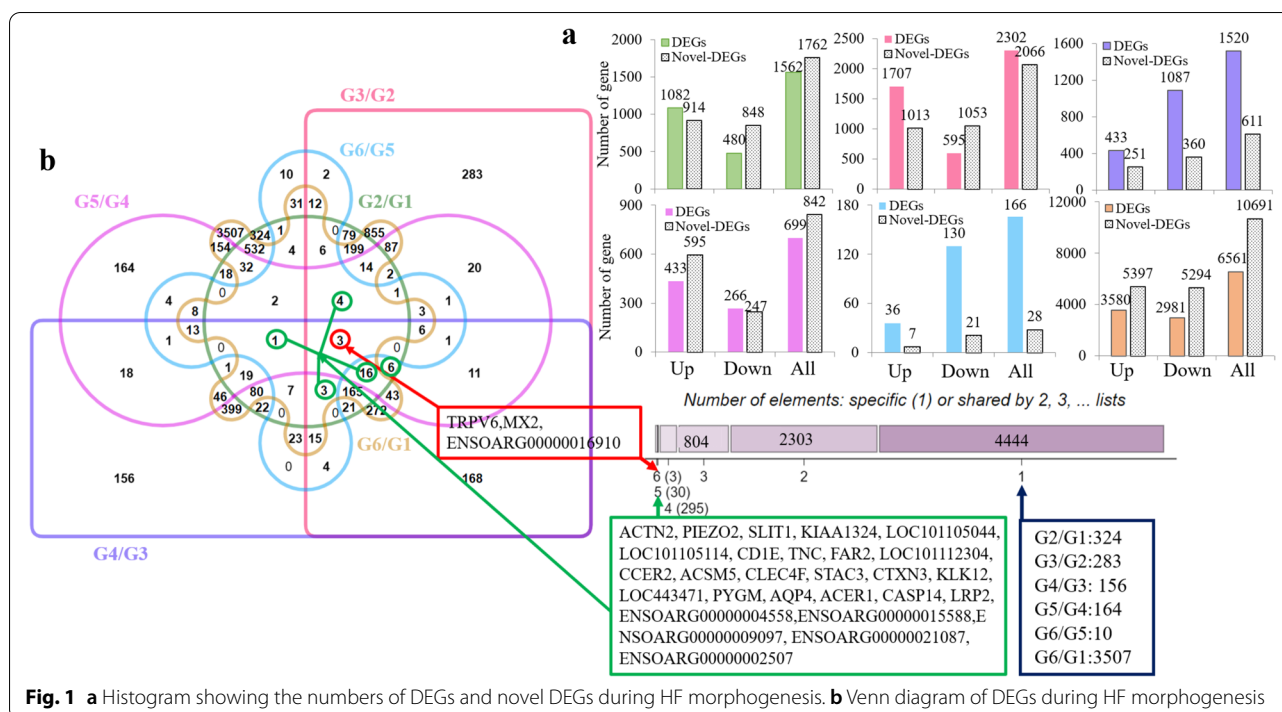 a
DEGs
Novel-DEGs
Number of gene
2000
1500
1000
500
0
1082
914
480
848
1562
1762
DEGs
Novel-DEGs
2500
2000
1500
1000
500
0
1707
1013
595
1053
2302
2066
DEGs
Novel-DEGs
1600
1200
800
400
0
433
251
1087
360
1520
611
DEGs
Novel-DEGs
Number of gene
900
600
300
0
433
595
266
247
699
842
Up Down All
DEGs
Novel-DEGs
180
120
60
0
36
7
130
21
166
28
Up Down All
DEGs
Novel-DEGs
12000
8000
4000
0
3580
5397
2981
5294
6561
10691
Up Down All
b
G3/G2
G6/G5
G5/G4
G2/G1
G6/G1
G4/G3
10 2 283
31 12
3507 324 1 0 79 855
154 532 4 6 199 87
164 18 32 14 2 20
0 2 4 1
4 8 3 1
1 13 1 3 6 1
0 0
18 1 19 16 6 11
46 80 7 3 165 43
399 22 0 0 21 272
23 15
156 0 4 168
TRPV6,MX2,
ENSOARG00000016910
Number of elements: specific (1) or shared by 2, 3, ... lists
804 2303 4444
6 (3) 3 2 1
5 (30)
4 (295)
ACTN2, PIEZO2, SLIT1, KIAA1324, LOC101105044,
LOC101105114, CD1E, TNC, FAR2, LOC101112304,
CCER2, ACSM5, CLEC4F, STAC3, CTXN3, KLK12,
LOC443471, PYGM, AQP4, ACER1, CASP14, LRP2,
ENSOARG00000004558,ENSOARG00000015588,E
NSOARG00000009097, ENSOARG00000021087,
ENSOARG00000002507
G2/G1:324
G3/G2:283
G4/G3: 156
G5/G4:164
G6/G5:10
G6/G1:3507
Fig. 1 a Histogram showing the numbers of DEGs and novel DEGs during HF morphogenesis. b Venn diagram of DEGs during HF morphogenesis